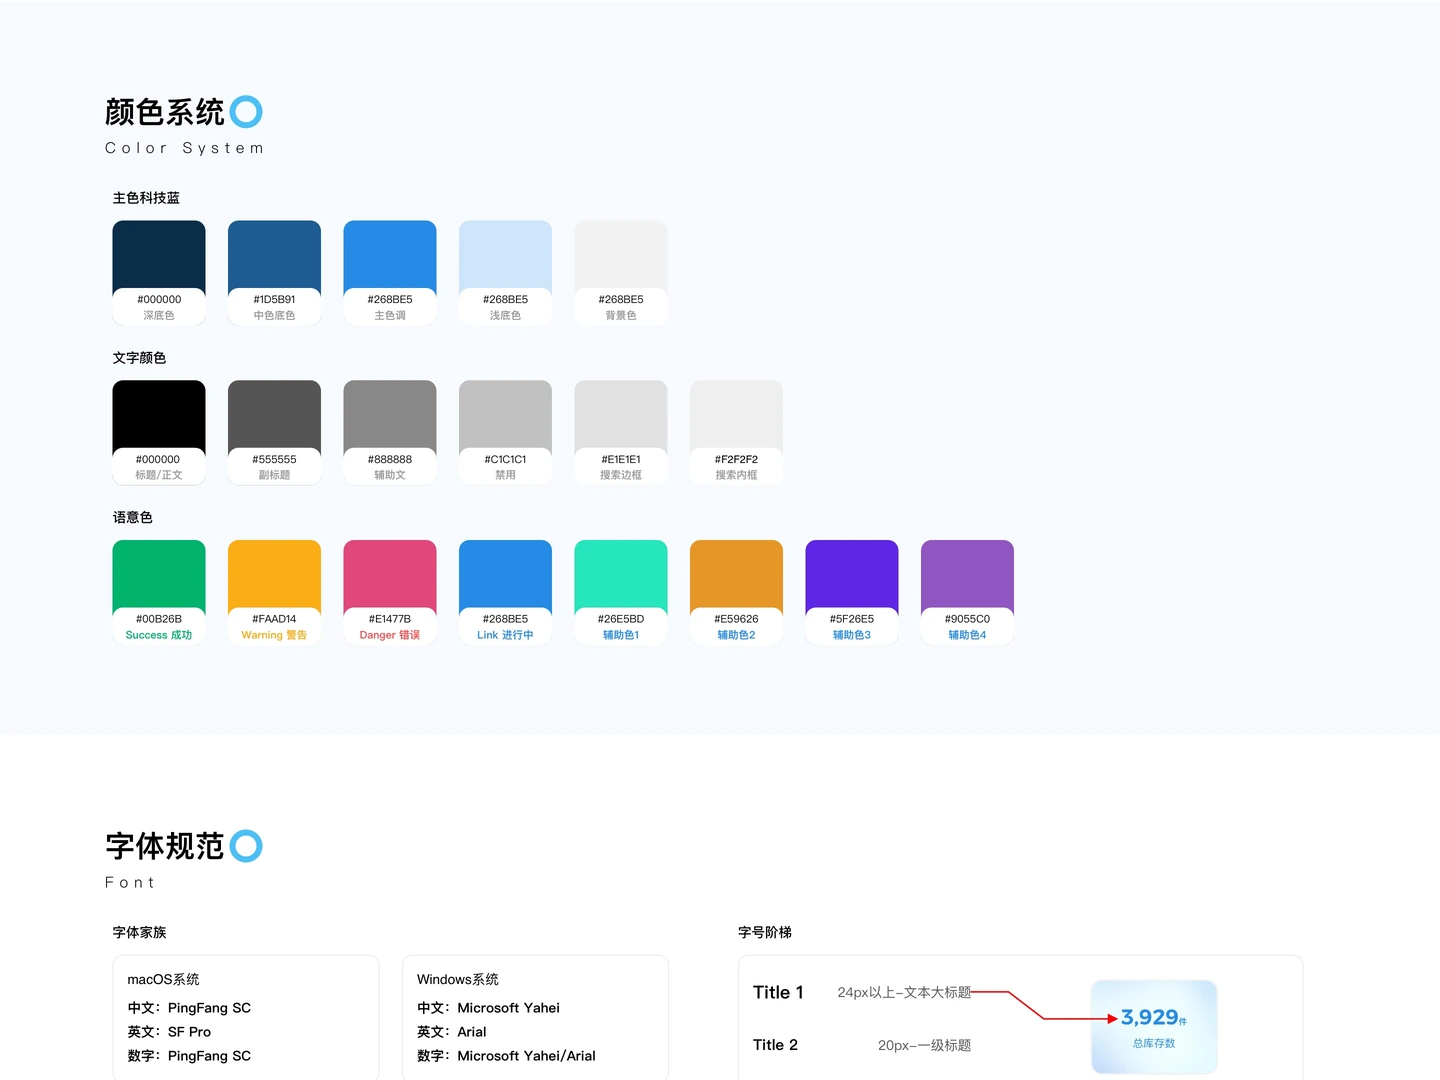 颜色系统
Color System
主色科技蓝
#000000 #1D5B91 #268BE5 #268BE5 #268BE5
深底色 中色底色 主色调 浅底色 背景色
文字颜色
#000000 #555555 #888888 #C1C1C1 #E1E1E1 #F2F2F2
标题/正文 副标题 辅助文 禁用 搜索边框 搜索内框
语意色
#00B26B #FAAD14 #E1477B #268BE5 #26E5BD #E59626 #5F26E5 #9055C0
Success 成功 Warning 警告 Danger 错误 Link 进行中 辅助色1 辅助色2 辅助色3 辅助色4
字体规范
Font
字体家族
macOS系统
中文：PingFang SC
英文：SF Pro
数字：PingFang SC
Windows系统
中文：Microsoft Yahei
英文：Arial
数字：Microsoft Yahei/Arial
字号阶梯
Title 1 24px以上-文本大标题
Title 2 20px-一级标题
3,929件
总库存数